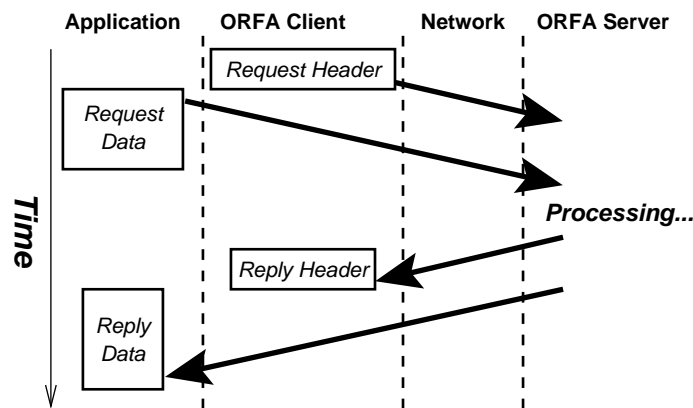 Application ORFA Client Network ORFA Server
Request Header
Request
Data
Time
Processing...
Reply Header
Reply
Data